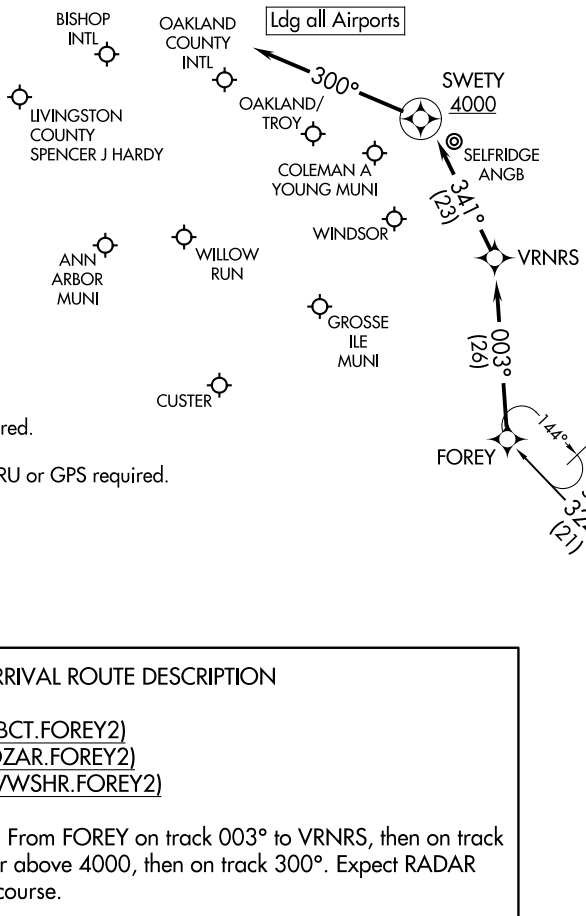 BISHOP
INTL
OAKLAND
COUNTY
INTL
Ldg all Airports
300°
SWETY
4000
LIVINGSTON
COUNTY
SPENCER J HARDY
OAKLAND/
TROY
SELFRIDGE
ANGB
COLEMAN A
YOUNG MUNI
341°
(23)
WINDSOR
VRNRS
ANN
ARBOR
MUNI
WILLOW
RUN
GROSSE
ILE
MUNI
003°
(26)
CUSTER
red.
FOREY
144°
RU or GPS required.
(21)
RRIVAL ROUTE DESCRIPTION
BCT.FOREY2)
OZAR.FOREY2)
WSHR.FOREY2)
From FOREY on track 003° to VRNRS, then on track
r above 4000, then on track 300°. Expect RADAR
course.